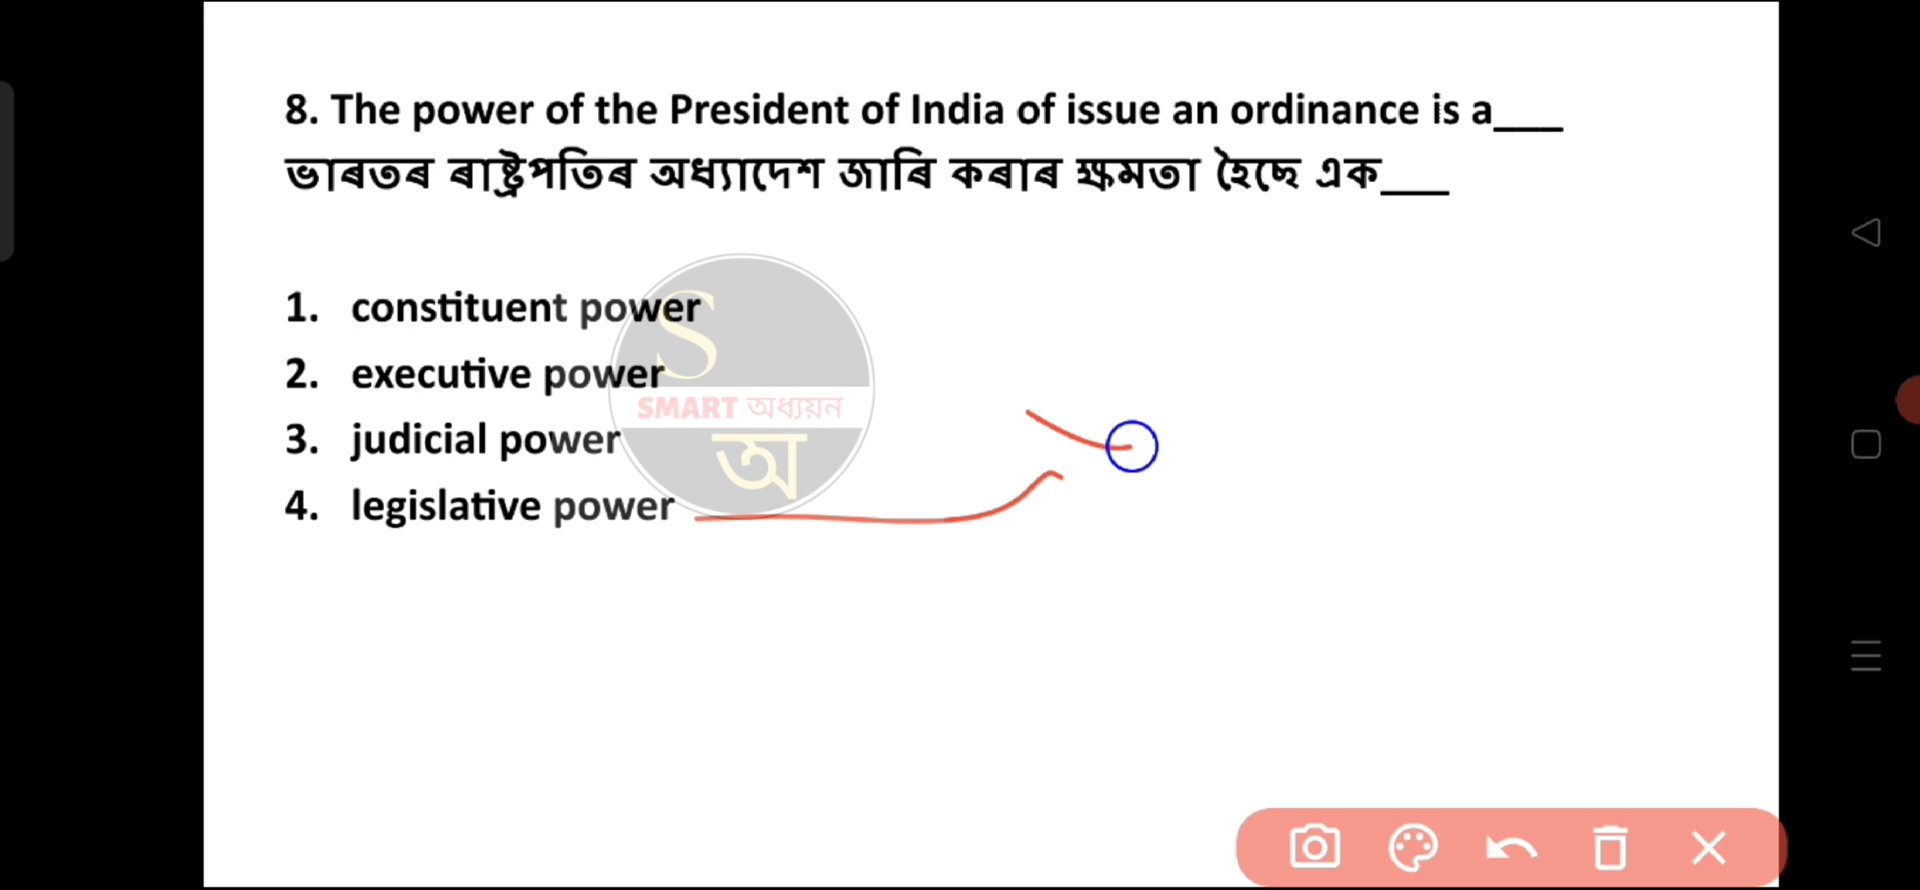 8. The power of the President of India of issue an ordinance is a___
ভাৰতৰ ৰাষ্ট্ৰপতিৰ অধ্যাদেশ জাৰি কৰাৰ ক্ষমতা হৈছে এক___
1. constituent power
2. executive power
3. judicial power
4. legislative power
S
SMART অধ্যয়ন
অ